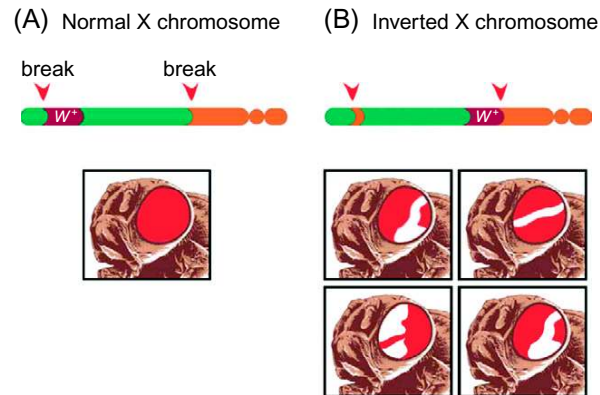 (A) Normal X chromosome
(B) Inverted X chromosome
break
break
W+
W+